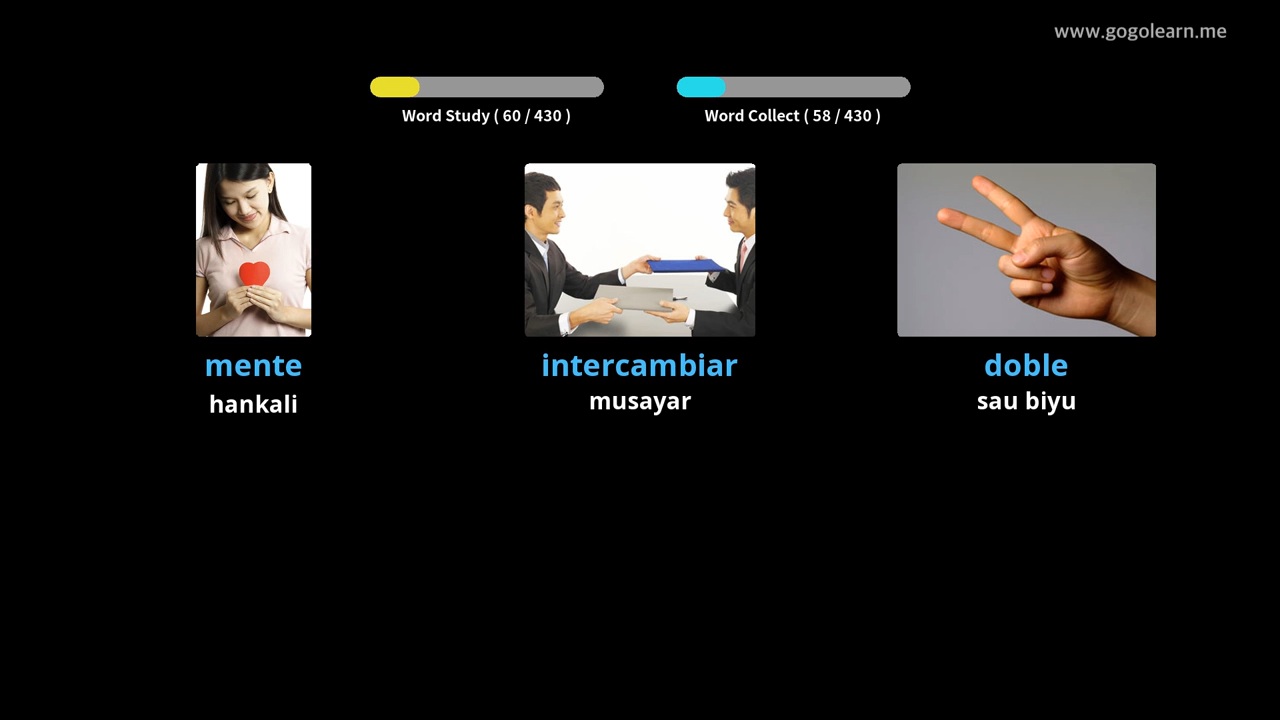 www.gogolearn.me
Word Study ( 60 / 430 )
Word Collect ( 58 / 430 )
mente
hankali
intercambiar
musayar
doble
sau biyu